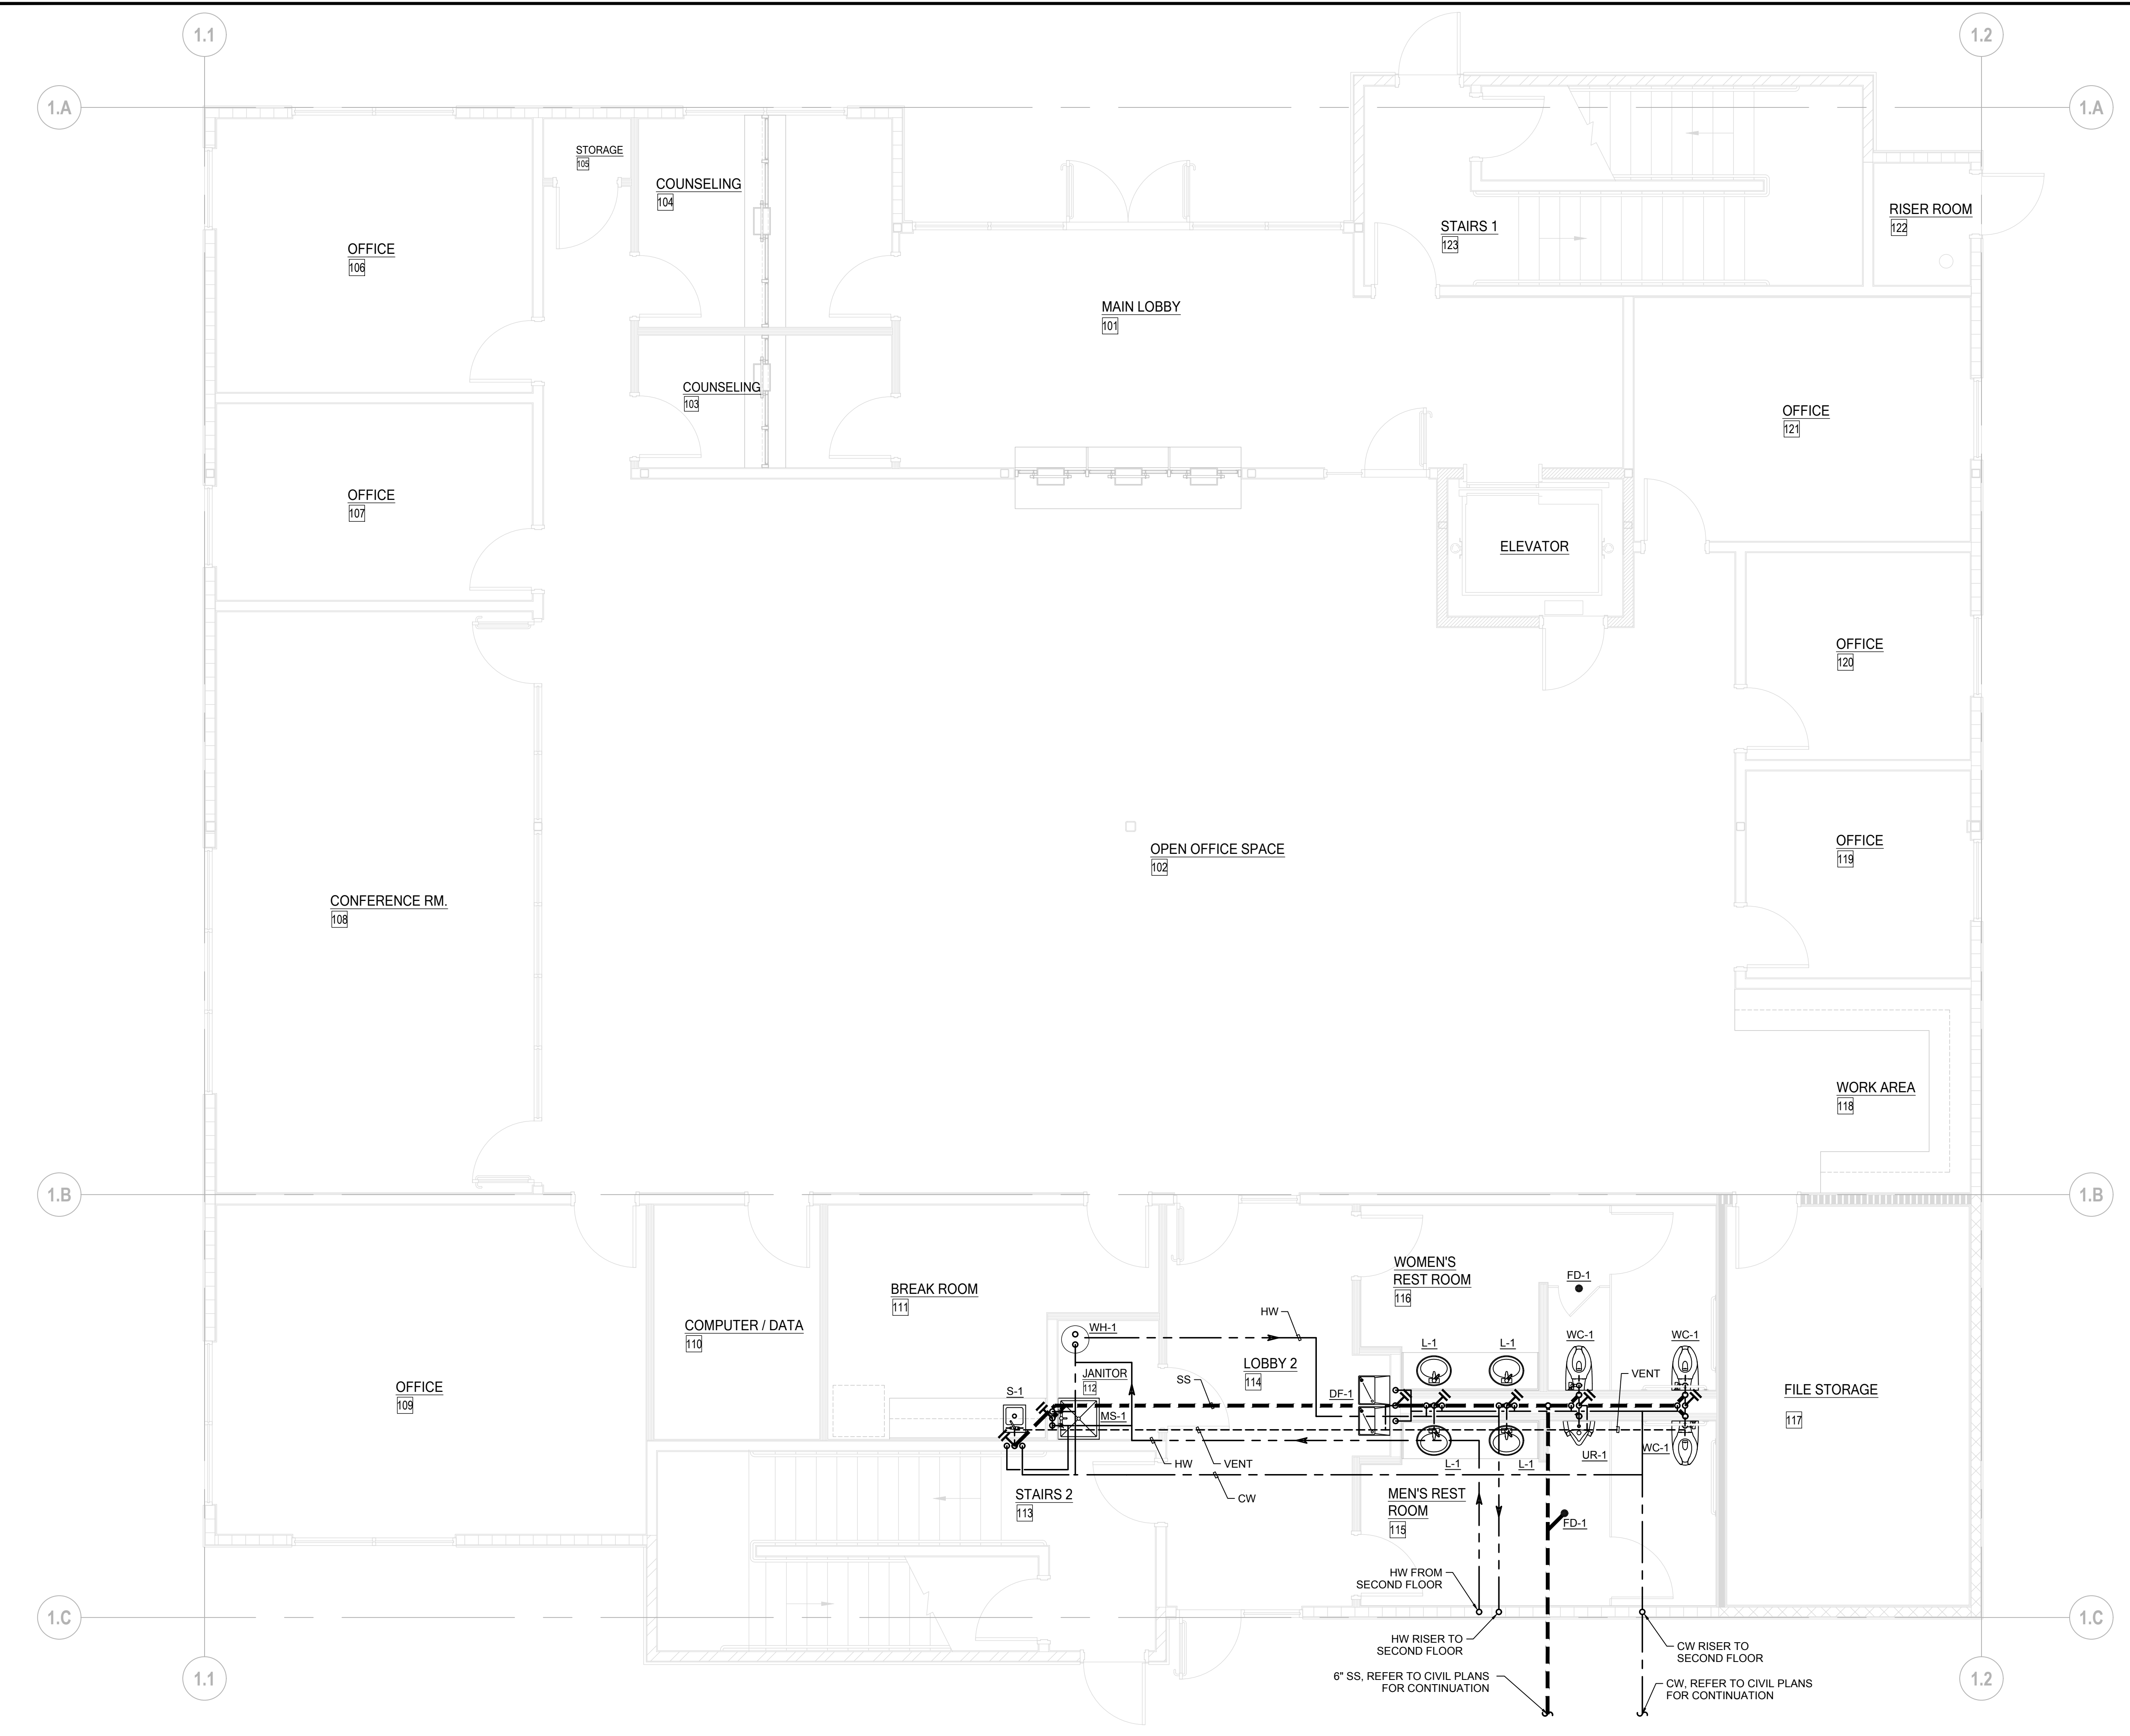 1.1
1.2
1.A
1.A
STORAGE
105
COUNSELING
104
RISER ROOM
122
STAIRS 1
123
OFFICE
106
MAIN LOBBY
101
COUNSELING
103
OFFICE
121
OFFICE
107
ELEVATOR
OFFICE
120
OPEN OFFICE SPACE
102
OFFICE
119
CONFERENCE RM.
108
WORK AREA
118
1.B
1.B
WOMEN'S
REST ROOM
116
FD-1
BREAK ROOM
111
HW
COMPUTER / DATA
110
WH-1
L-1
L-1
WC-1
WC-1
LOBBY 2
114
VENT
JANITOR
112
SS
DF-1
OFFICE
109
S-1
MS-1
FILE STORAGE
117
UR-1
WC-1
HW
VENT
L-1
L-1
CW
STAIRS 2
113
MEN'S REST
ROOM
115
FD-1
HW FROM
SECOND FLOOR
1.C
1.C
HW RISER TO
SECOND FLOOR
CW RISER TO
SECOND FLOOR
6" SS, REFER TO CIVIL PLANS
FOR CONTINUATION
CW, REFER TO CIVIL PLANS
FOR CONTINUATION
1.1
1.2